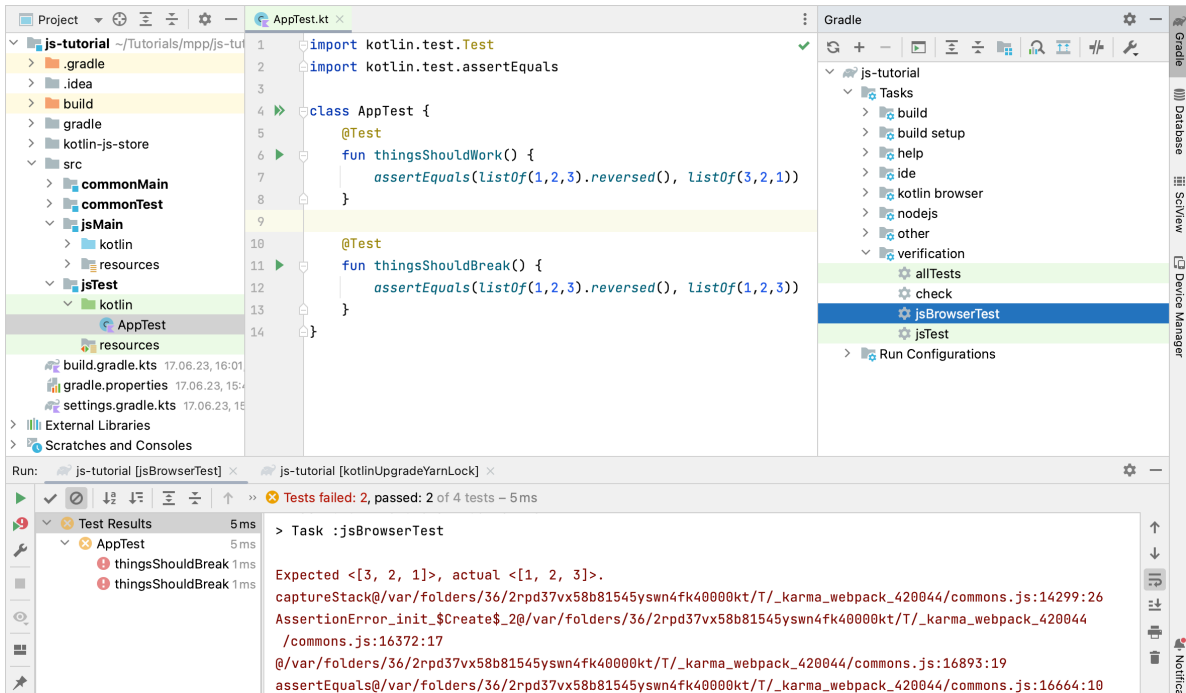 Project
js-tutorial ~/Tutorials/mpp/js-tut
.gradle
.idea
build
gradle
kotlin-js-store
src
commonMain
commonTest
jsMain
kotlin
resources
jsTest
kotlin
AppTest
resources
build.gradle.kts 17.06.23, 16:01
gradle.properties 17.06.23, 15:4
settings.gradle.kts 17.06.23, 15
External Libraries
Scratches and Consoles
AppTest.kt
1 import kotlin.test.Test
2 import kotlin.test.assertEquals
3
4 class AppTest {
5 @Test
6 fun thingsShouldWork() {
7 assertEquals(listOf(1,2,3).reversed(), listOf(3,2,1))
8 }
9
10 @Test
11 fun thingsShouldBreak() {
12 assertEquals(listOf(1,2,3).reversed(), listOf(1,2,3))
13 }
14 }
Gradle
js-tutorial
Tasks
build
build setup
help
ide
kotlin browser
nodejs
other
verification
allTests
check
jsBrowserTest
jsTest
Run Configurations
Gradle
Database
SciView
Device Manager
Notifica
Run: js-tutorial [jsBrowserTest] js-tutorial [kotlinUpgradeYarnLock]
Tests failed: 2, passed: 2 of 4 tests – 5 ms
Test Results 5 ms
AppTest 5 ms
thingsShouldBreak 1 ms
thingsShouldBreak 1 ms
> Task :jsBrowserTest
Expected <[3, 2, 1]>, actual <[1, 2, 3]>.
captureStack@/var/folders/36/2rpd37vx58b81545yswn4fk40000kt/T/_karma_webpack_420044/commons.js:14299:26
AssertionError_init_$Create$_2@/var/folders/36/2rpd37vx58b81545yswn4fk40000kt/T/_karma_webpack_420044
/commons.js:16372:17
@/var/folders/36/2rpd37vx58b81545yswn4fk40000kt/T/_karma_webpack_420044/commons.js:16893:19
assertEquals@/var/folders/36/2rpd37vx58b81545yswn4fk40000kt/T/_karma_webpack_420044/commons.js:16664:10